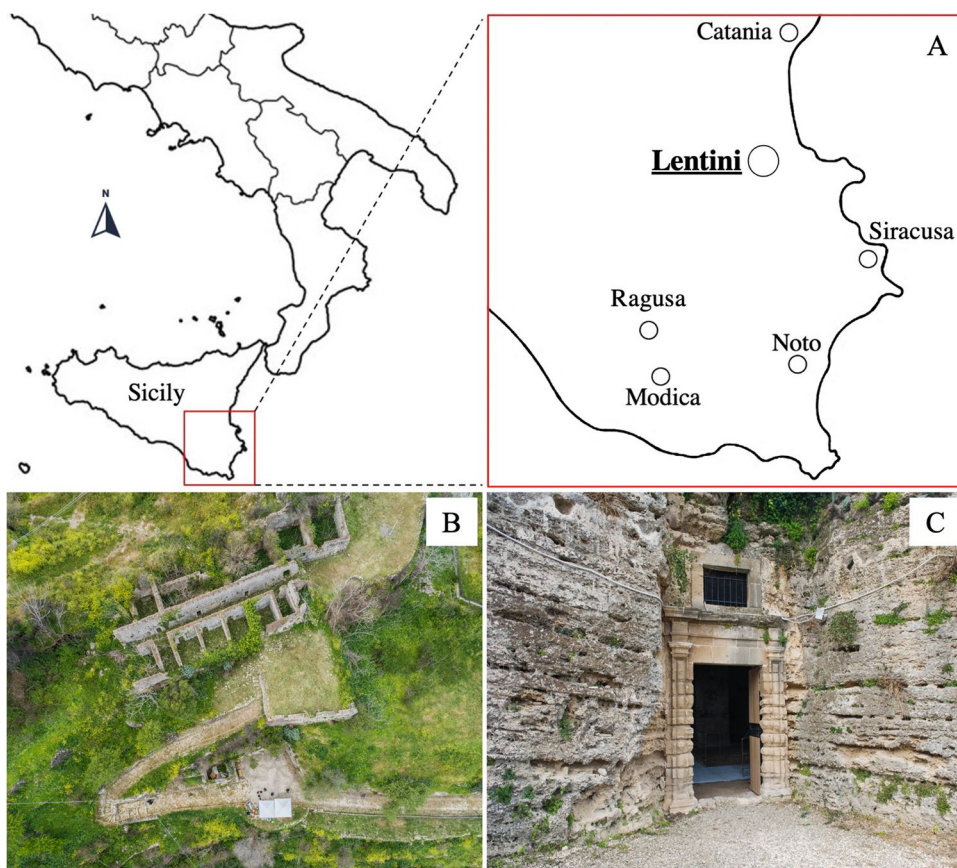 N
Sicily
A
Catania
Lentini
Siracusa
Ragusa
Noto
Modica
B
C